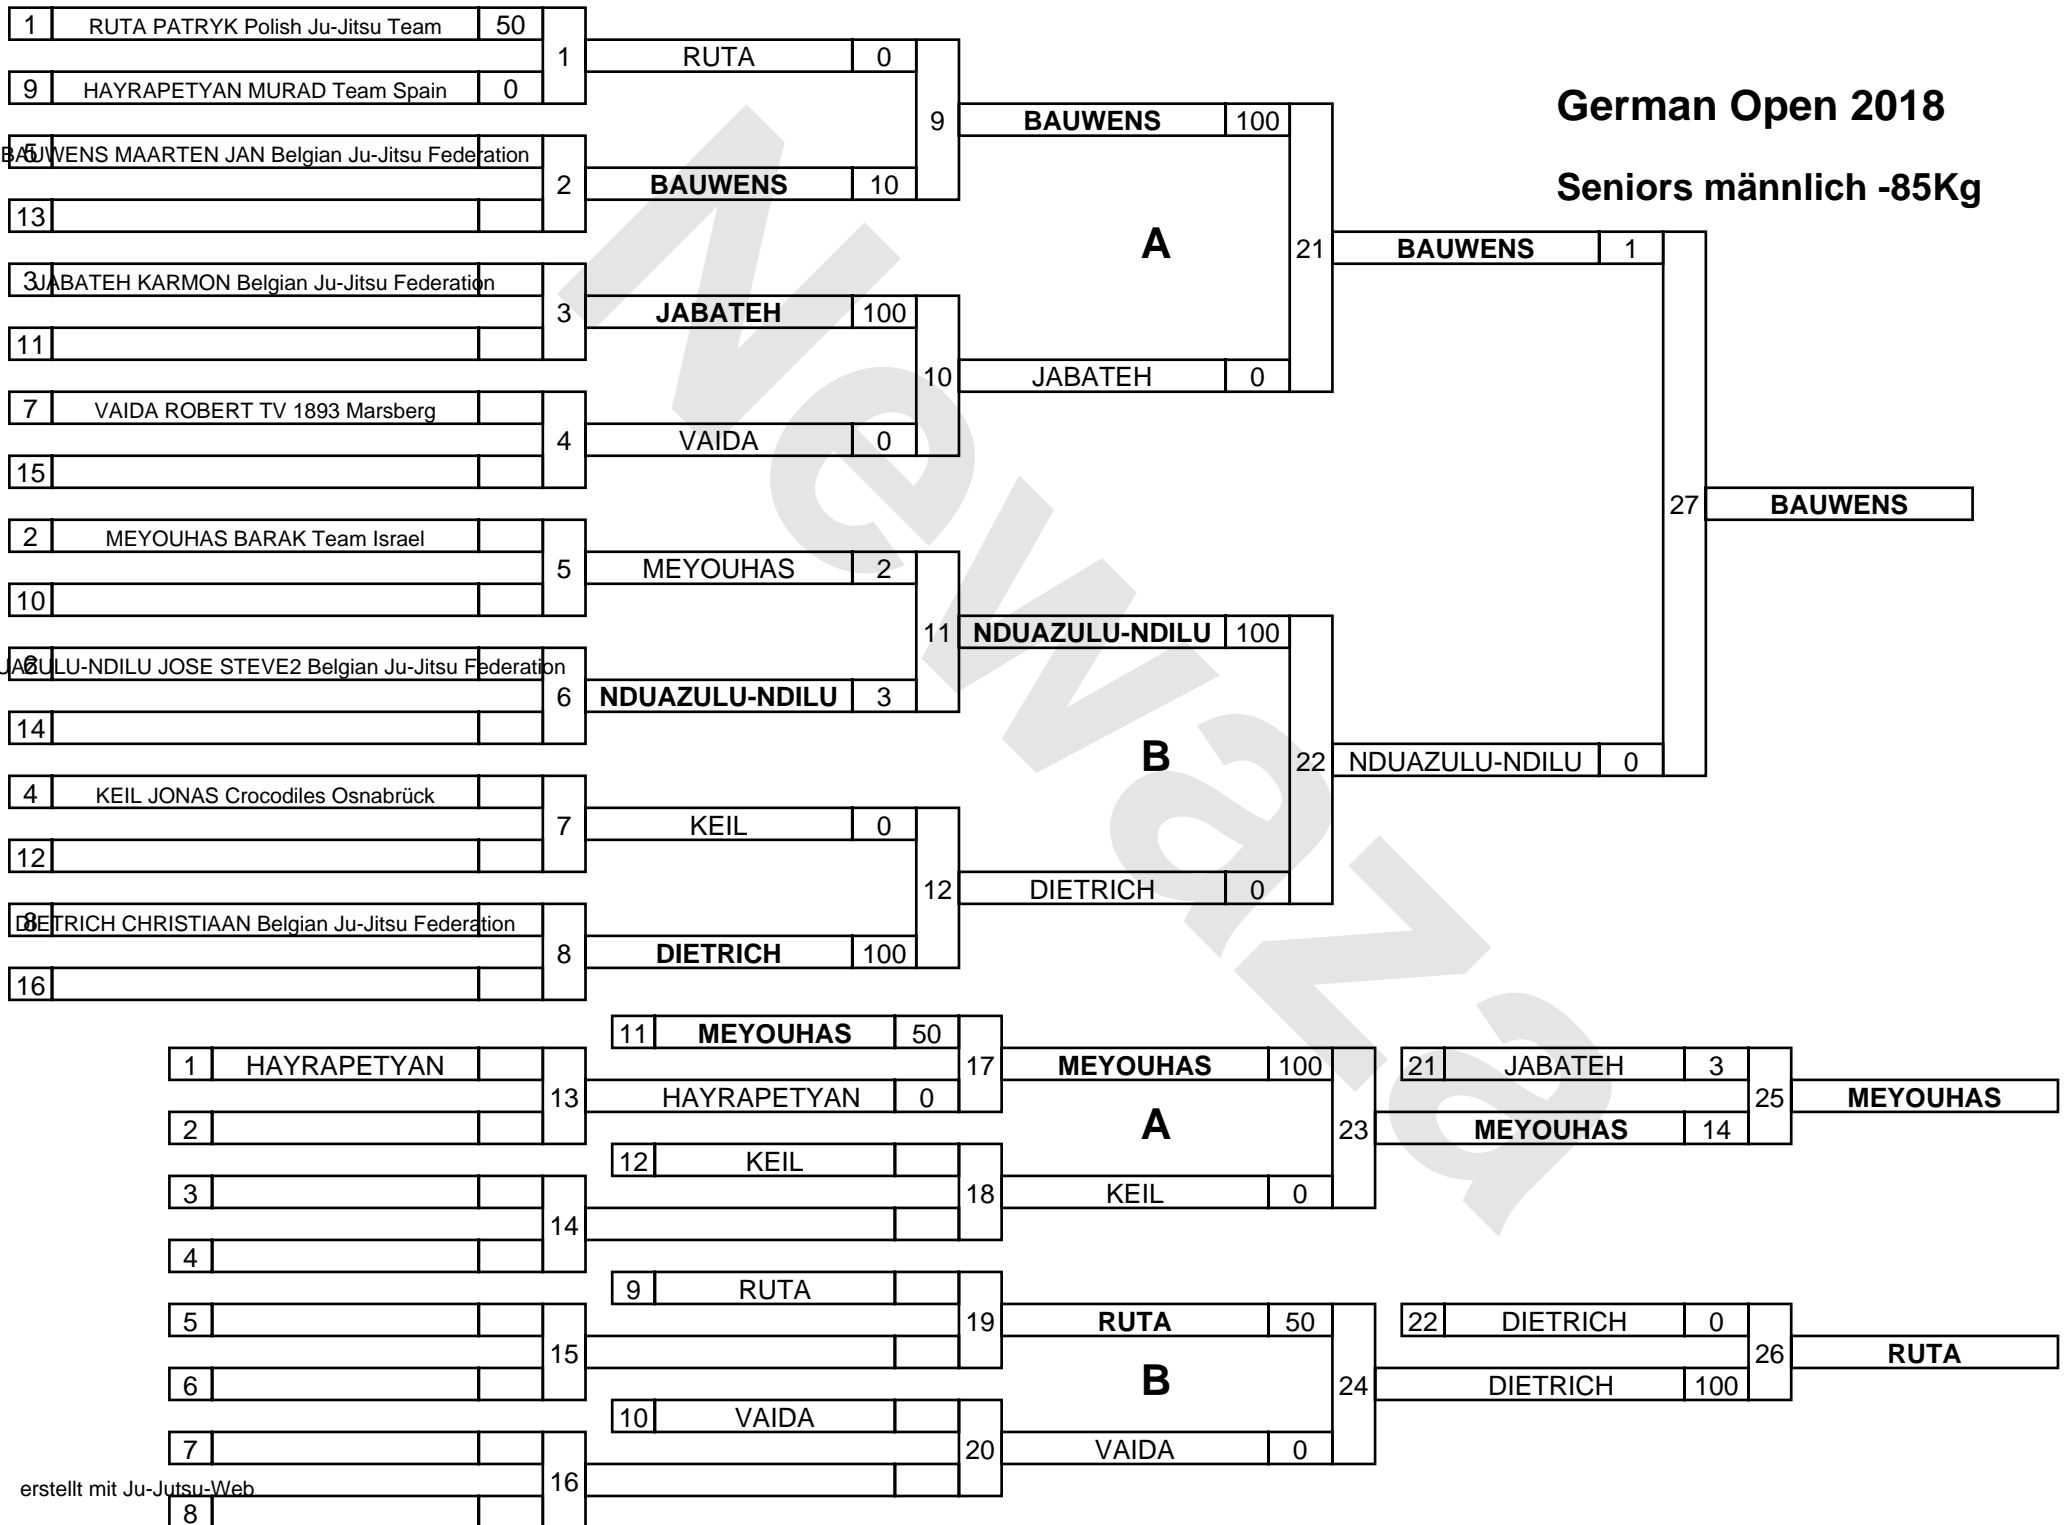 German Open 2018
Seniors männlich -85Kg
1 RUTA PATRYK Polish Ju-Jitsu Team 50
9 HAYRAPETYAN MURAD Team Spain 0
1
5 BAUWENS MAARTEN JAN Belgian Ju-Jitsu Federation
13
2
3 JABATEH KARMON Belgian Ju-Jitsu Federation
11
3
7 VAIDA ROBERT TV 1893 Marsberg
15
4
2 MEYOUHAS BARAK Team Israel
10
5
6 UAZULU-NDILU JOSE STEVE2 Belgian Ju-Jitsu Federation
14
6
4 KEIL JONAS Crocodiles Osnabrück
12
7
8 DIETRICH CHRISTIAAN Belgian Ju-Jitsu Federation
16
8
RUTA 0
BAUWENS 10
9
JABATEH 100
VAIDA 0
10
MEYOUHAS 2
NDUAZULU-NDILU 3
11
KEIL 0
DIETRICH 100
12
BAUWENS 100
A
JABATEH 0
21
NDUAZULU-NDILU 100
B
DIETRICH 0
22
BAUWENS 1
NDUAZULU-NDILU 0
27
BAUWENS
1 HAYRAPETYAN
2
13
3
4
14
5
6
15
7
8
16
11 MEYOUHAS 50
HAYRAPETYAN 0
17
12 KEIL
18
9 RUTA
19
10 VAIDA
20
MEYOUHAS 100
A
KEIL 0
23
RUTA 50
B
VAIDA 0
24
21 JABATEH 3
MEYOUHAS 14
25
MEYOUHAS
22 DIETRICH 0
DIETRICH 100
26
RUTA
erstellt mit Ju-Jutsu-Web
Newaza